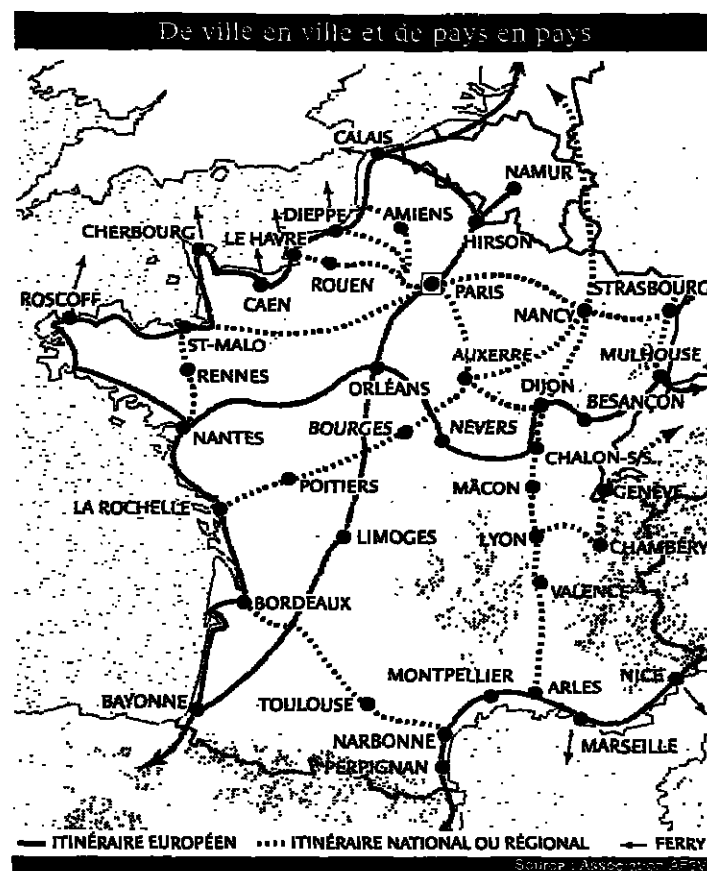 De ville en ville et de pays en pays
CALAIS
NAMUR
DIEPPE
AMIENS
CHERBOURG
LE HAVRE
HIRSON
ROUEN
PARIS
STRASBOURG
ROSCOFF
CAEN
NANCY
ST-MALO
AUXERRE
MULHOUSE
RENNES
ORLÉANS
DIJON
BESANÇON
BOURGES
NEVERS
NANTES
CHALON-S/S.
POITIERS
MÂCON
GENÈVE
LA ROCHELLE
LIMOGES
LYON
CHAMBÉRY
VALENCE
BORDEAUX
MONTPELLIER
NICE
BAYONNE
TOULOUSE
ARLES
NARBONNE
MARSEILLE
PERPIGNAN
ITINÉRAIRE EUROPÉEN ITINÉRAIRE NATIONAL OU RÉGIONAL FERRY
Source : Association